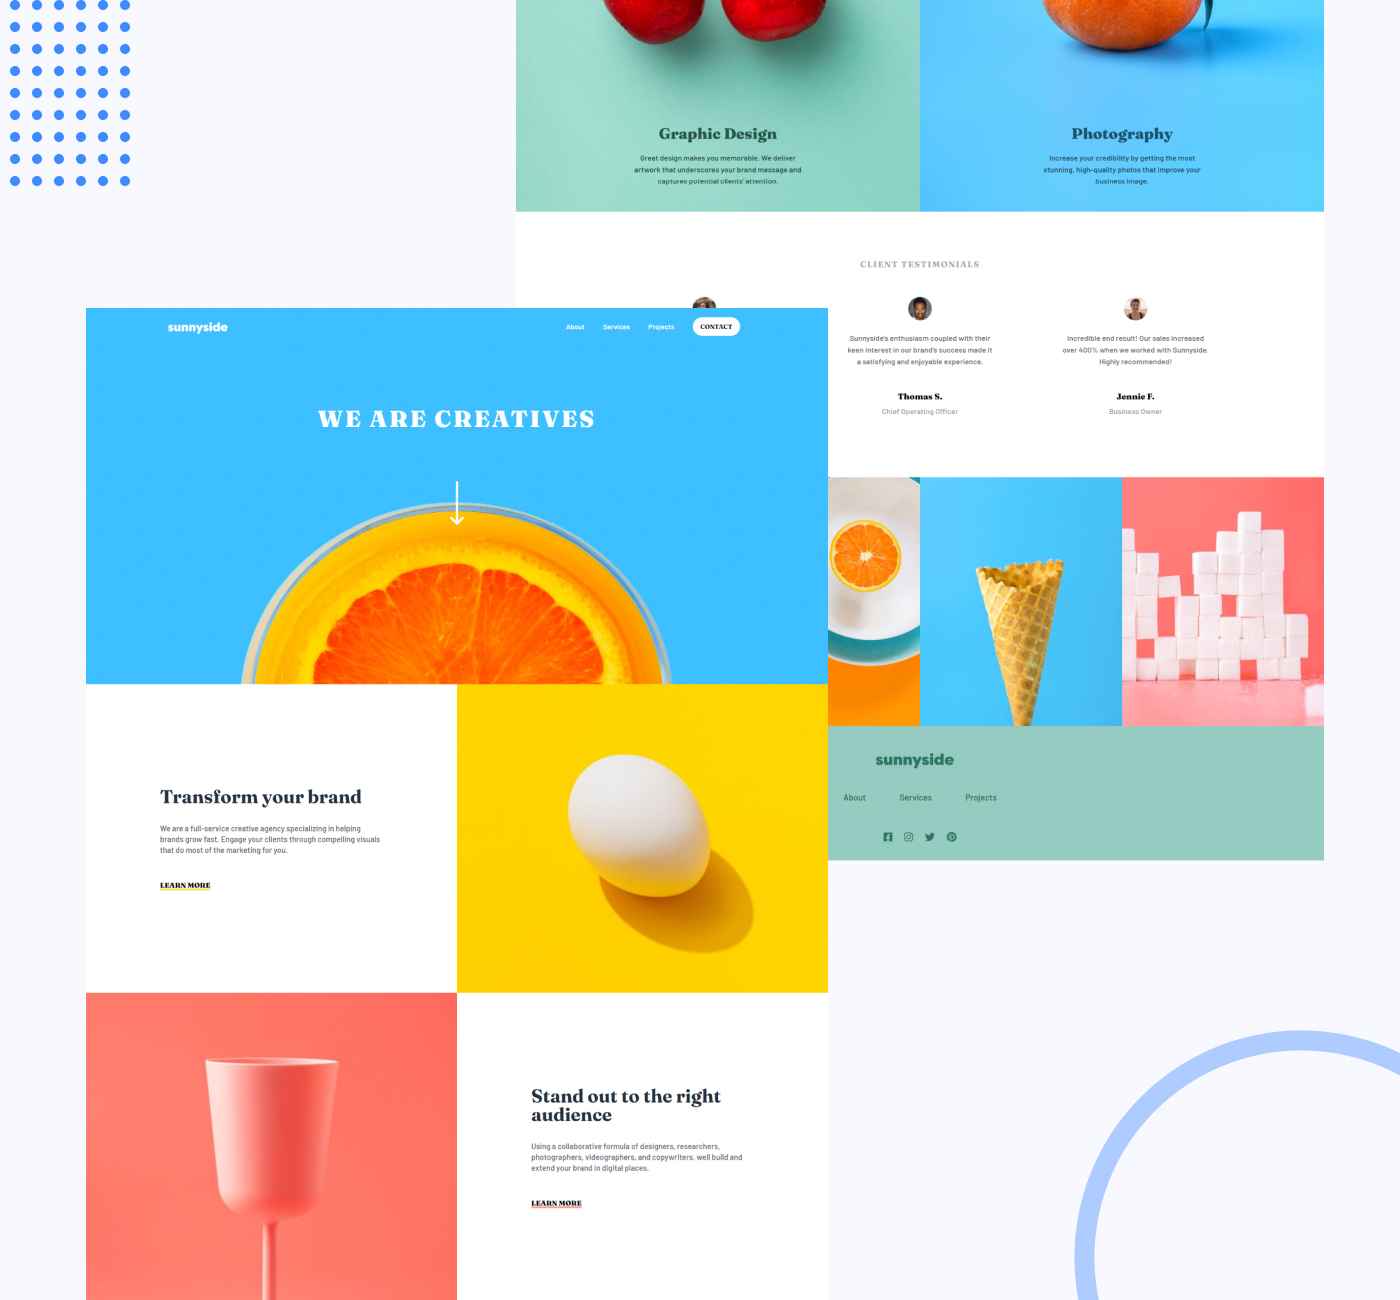 Graphic Design
Great design makes you memorable. We deliver
artwork that underscores your brand message and
captures potential clients' attention.
Photography
Increase your credibility by getting the most
stunning, high-quality photos that improve your
business image.
CLIENT TESTIMONIALS
Sunnyside's enthusiasm coupled with their
keen interest in our brand's success made it
a satisfying and enjoyable experience.
Thomas S.
Chief Operating Officer
Incredible end result! Our sales increased
over 400% when we worked with Sunnyside.
Highly recommended!
Jennie F.
Business Owner
sunnyside
About Services Projects
sunnyside
About Services Projects CONTACT
WE ARE CREATIVES
Transform your brand
We are a full-service creative agency specializing in helping
brands grow fast. Engage your clients through compelling visuals
that do most of the marketing for you.
LEARN MORE
Stand out to the right
audience
Using a collaborative formula of designers, researchers,
photographers, videographers, and copywriters, well build and
extend your brand in digital places.
LEARN MORE